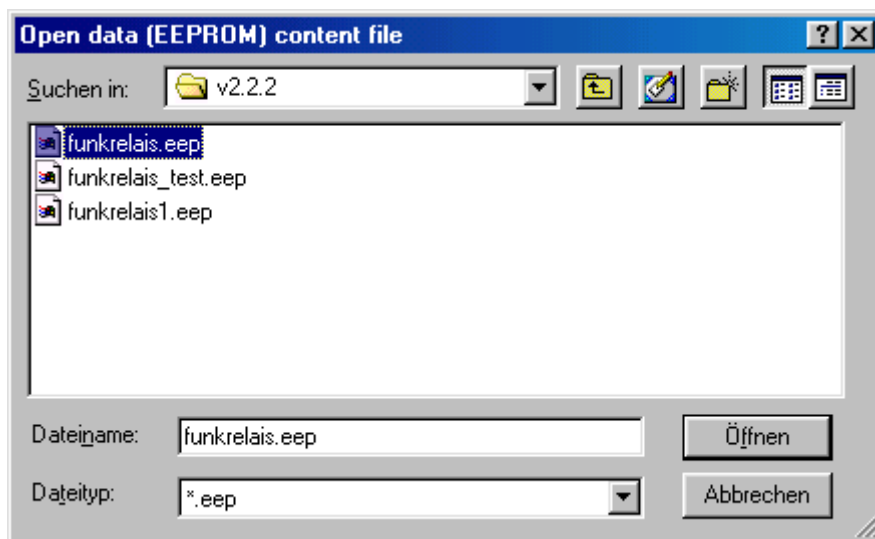 Open data (EEPROM) content file
Suchen in: v2.2.2
funkrelais.eep
funkrelais_test.eep
funkrelais1.eep
Dateiname: funkrelais.eep Öffnen
Dateityp: *.eep Abbrechen